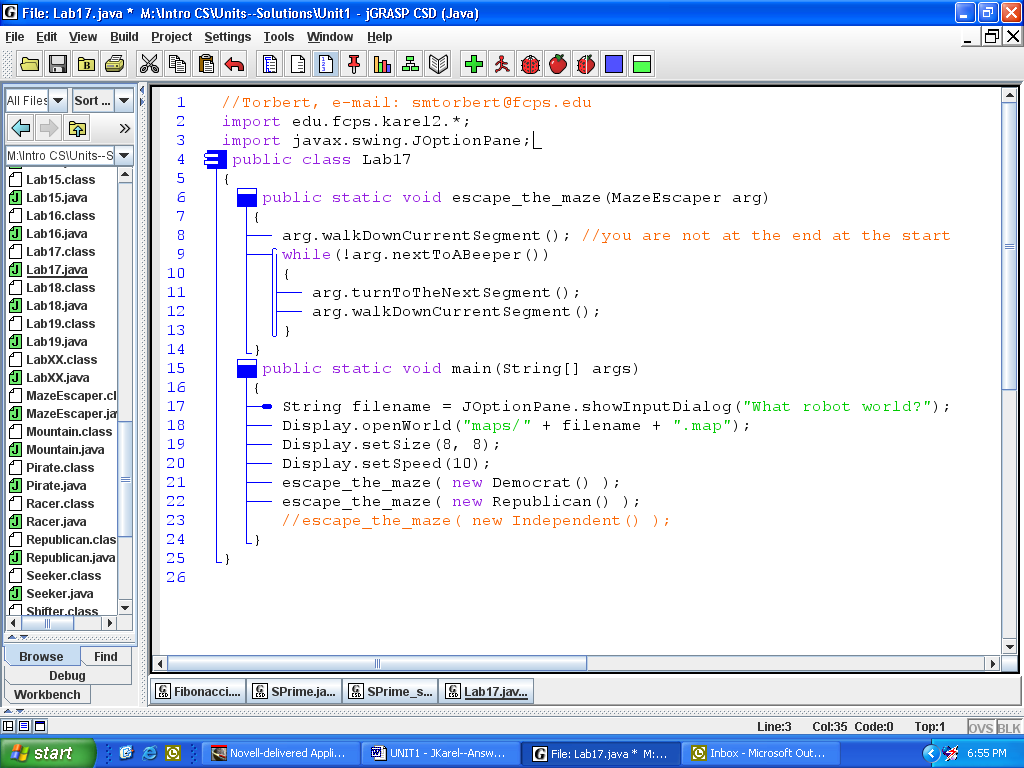 File: Lab17.java *  M:\Intro CS\Units--Solutions\Unit1 - jGRASP CSD (Java)
File Edit View Build Project Settings Tools Window Help
All Files Sort ...
M:\Intro CS\Units--S
Lab15.class
Lab15.java
Lab16.class
Lab16.java
Lab17.class
Lab17.java
Lab18.class
Lab18.java
Lab19.class
Lab19.java
LabXX.class
LabXX.java
MazeEscaper.cl
MazeEscaper.ja
Mountain.class
Mountain.java
Pirate.class
Pirate.java
Racer.class
Racer.java
Republican.clas
Republican.java
Seeker.class
Seeker.java
Shifter.class
Browse Find
Debug
Workbench
1 //Torbert, e-mail: smtorbert@fcps.edu
2 import edu.fcps.karel2.*;
3 import javax.swing.JOptionPane;
4 public class Lab17
5 {
6 public static void escape_the_maze(MazeEscaper arg)
7 {
8 arg.walkDownCurrentSegment(); //you are not at the end at the start
9 while(!arg.nextToABeeper())
10 {
11 arg.turnToTheNextSegment();
12 arg.walkDownCurrentSegment();
13 }
14 }
15 public static void main(String[] args)
16 {
17 String filename = JOptionPane.showInputDialog("What robot world?");
18 Display.openWorld("maps/" + filename + ".map");
19 Display.setSize(8, 8);
20 Display.setSpeed(10);
21 escape_the_maze( new Democrat() );
22 escape_the_maze( new Republican() );
23 //escape_the_maze( new Independent() );
24 }
25 }
26
Fibonacci.... SPrime.ja... SPrime_s... Lab17.jav...
Line:3 Col:35 Code:0 Top:1 OVS BLK
start Novell-delivered Appli... UNIT1 - JKarel--Answ... File: Lab17.java *  M:... Inbox - Microsoft Out... 6:55 PM